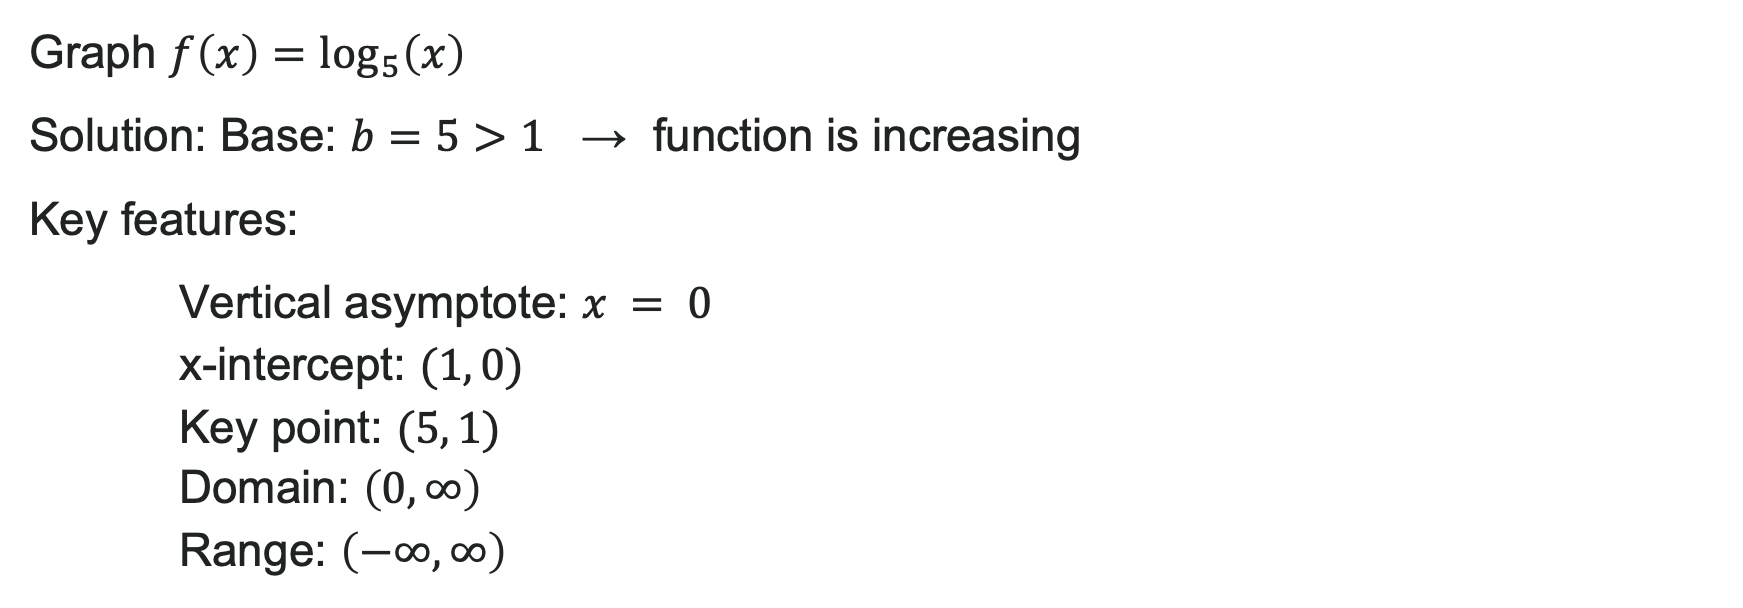 Graph f(x) = log₅(x)
Solution: Base: b = 5 > 1 → function is increasing
Key features:
Vertical asymptote: x = 0
x-intercept: (1, 0)
Key point: (5, 1)
Domain: (0, ∞)
Range: (−∞, ∞)